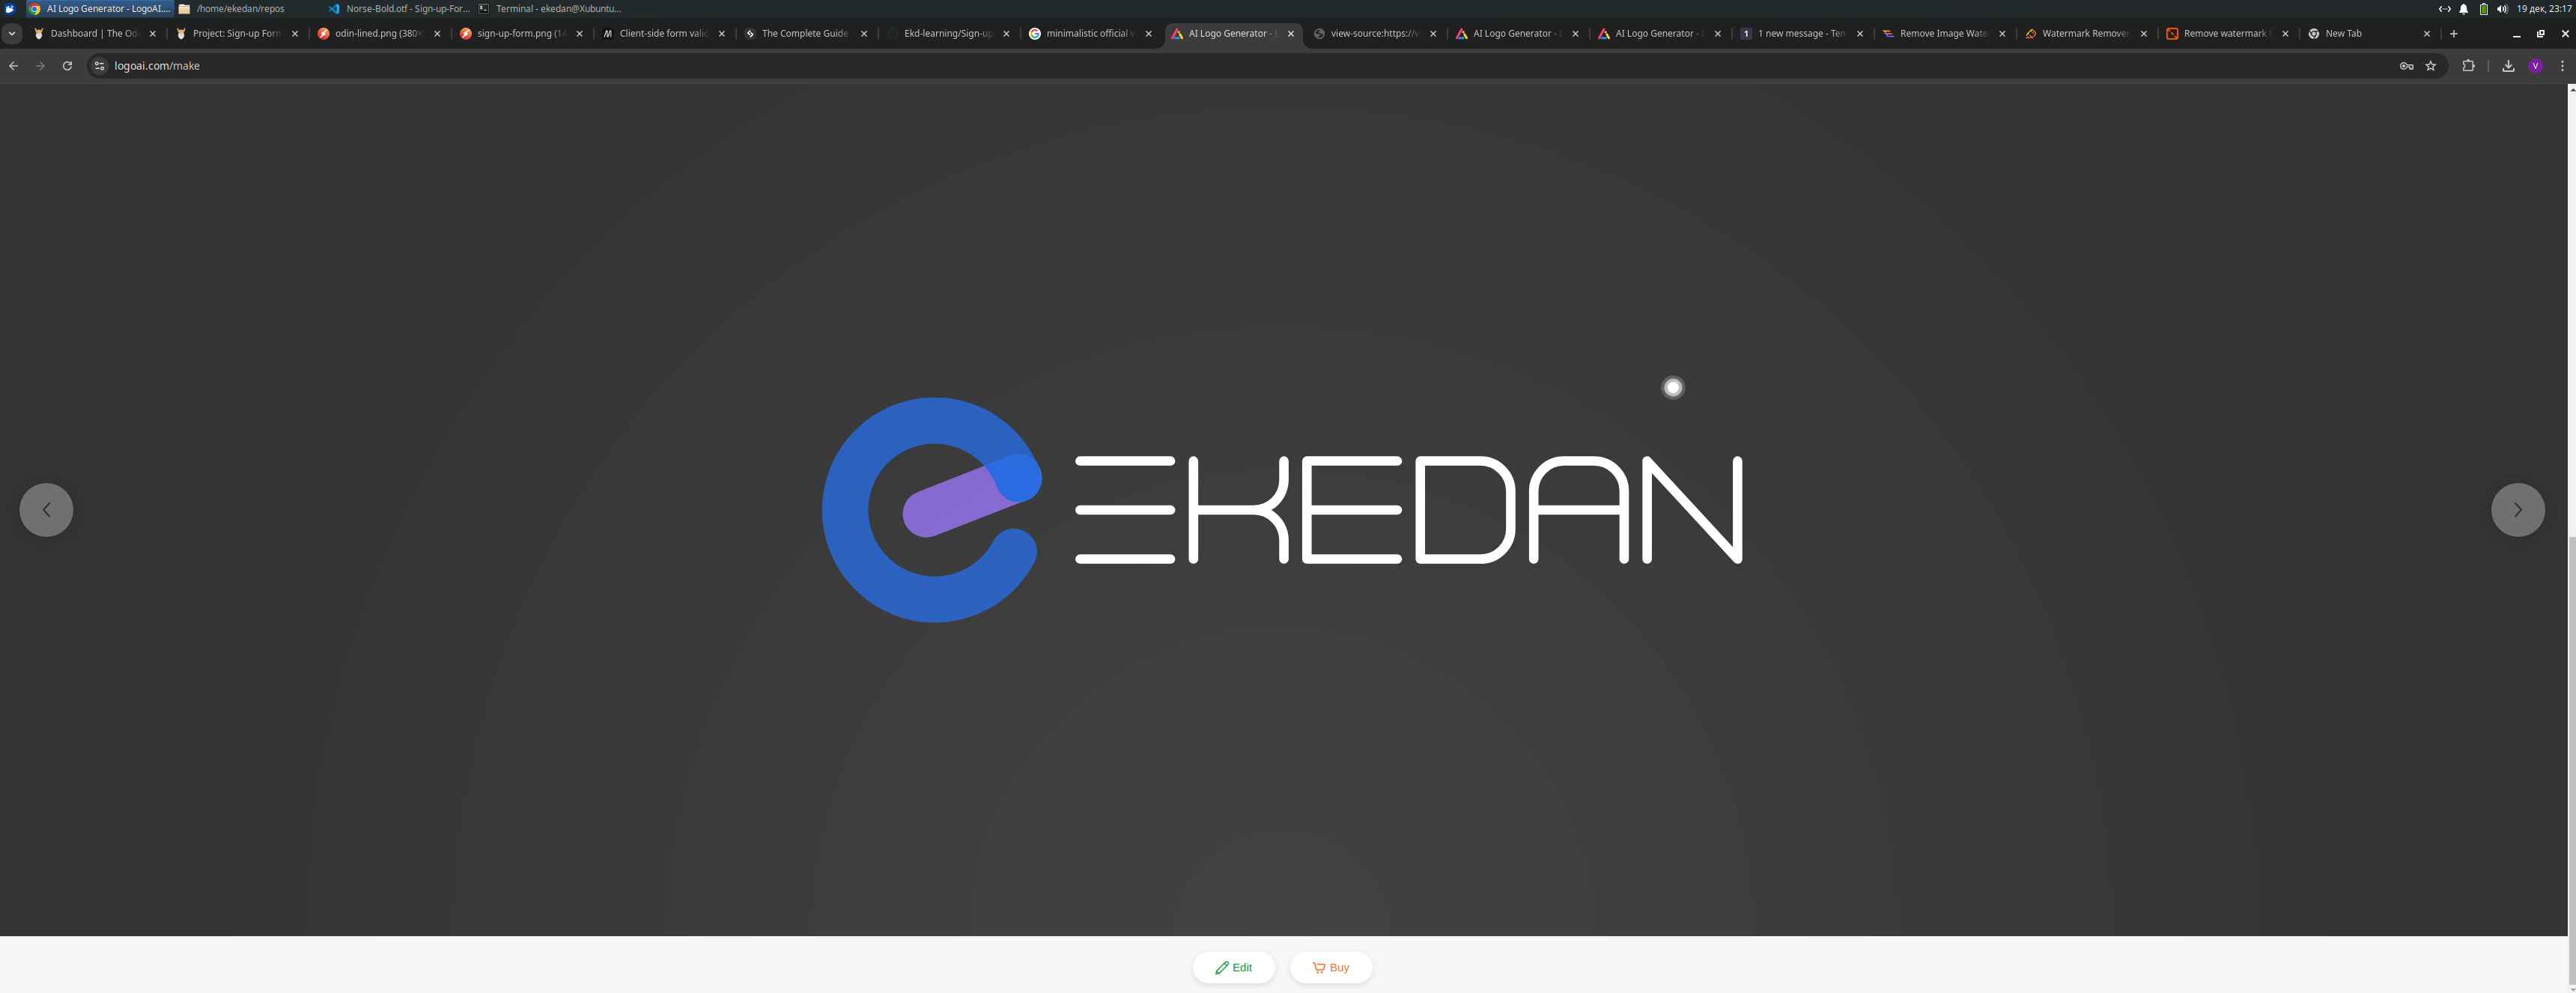 AI Logo Generator - LogoAI.... /home/ekedan/repos Norse-Bold.otf - Sign-up-For... Terminal - ekedan@Xubuntu... 19 дек, 23:17
Dashboard | The Od Project: Sign-up Form odin-lined.png (380× sign-up-form.png (1 Client-side form valid The Complete Guide Ekd-learning/Sign-up minimalistic official AI Logo Generator - view-source:https:// AI Logo Generator - AI Logo Generator - 1 1 new message - Tem Remove Image Wate Watermark Remover Remove watermark New Tab
logoai.com/make V
EKEDAN
Edit Buy